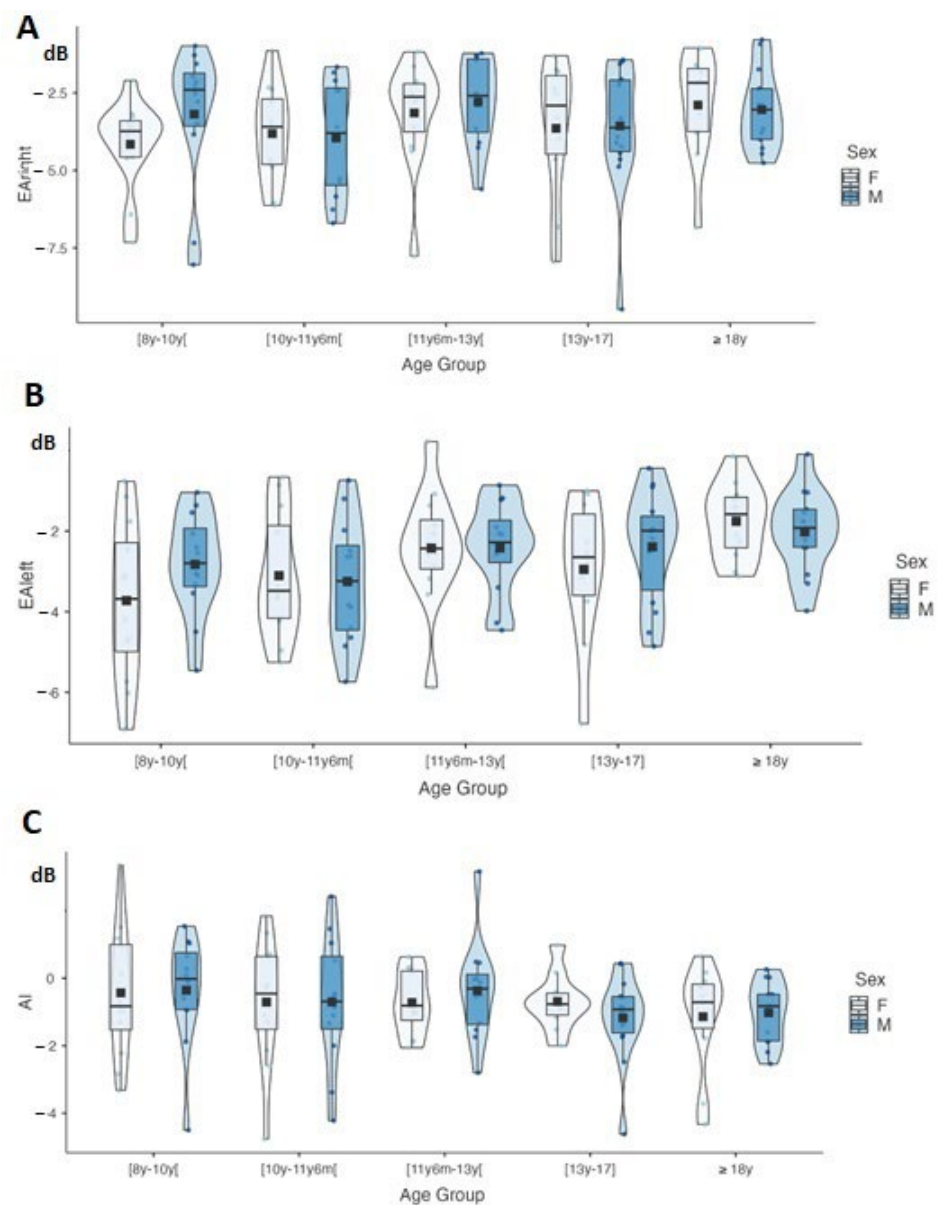 A
dB
−2.5
−5.0
−7.5
EAright
[8y-10y[
[10y-11y6m[
[11y6m-13y[
[13y-17]
≥ 18y
Age Group
Sex
F
M
B
dB
−2
−4
−6
EAleft
[8y-10y[
[10y-11y6m[
[11y6m-13y[
[13y-17]
≥ 18y
Age Group
Sex
F
M
C
dB
0
−2
−4
AI
[8y-10y[
[10y-11y6m[
[11y6m-13y[
[13y-17]
≥ 18y
Age Group
Sex
F
M